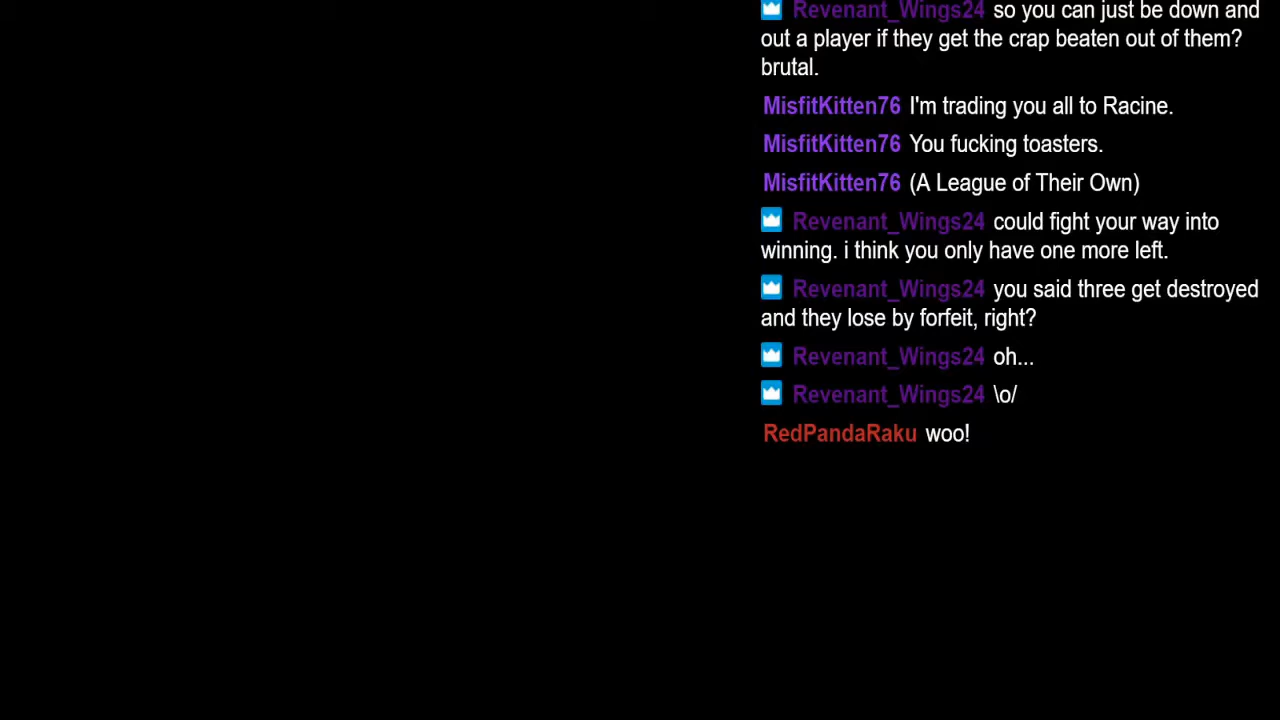 Revenant_Wings24 so you can just be down and
out a player if they get the crap beaten out of them?
brutal.
MisfitKitten76 I'm trading you all to Racine.
MisfitKitten76 You fucking toasters.
MisfitKitten76 (A League of Their Own)
Revenant_Wings24 could fight your way into
winning. i think you only have one more left.
Revenant_Wings24 you said three get destroyed
and they lose by forfeit, right?
Revenant_Wings24 oh...
Revenant_Wings24 \o/
RedPandaRaku woo!